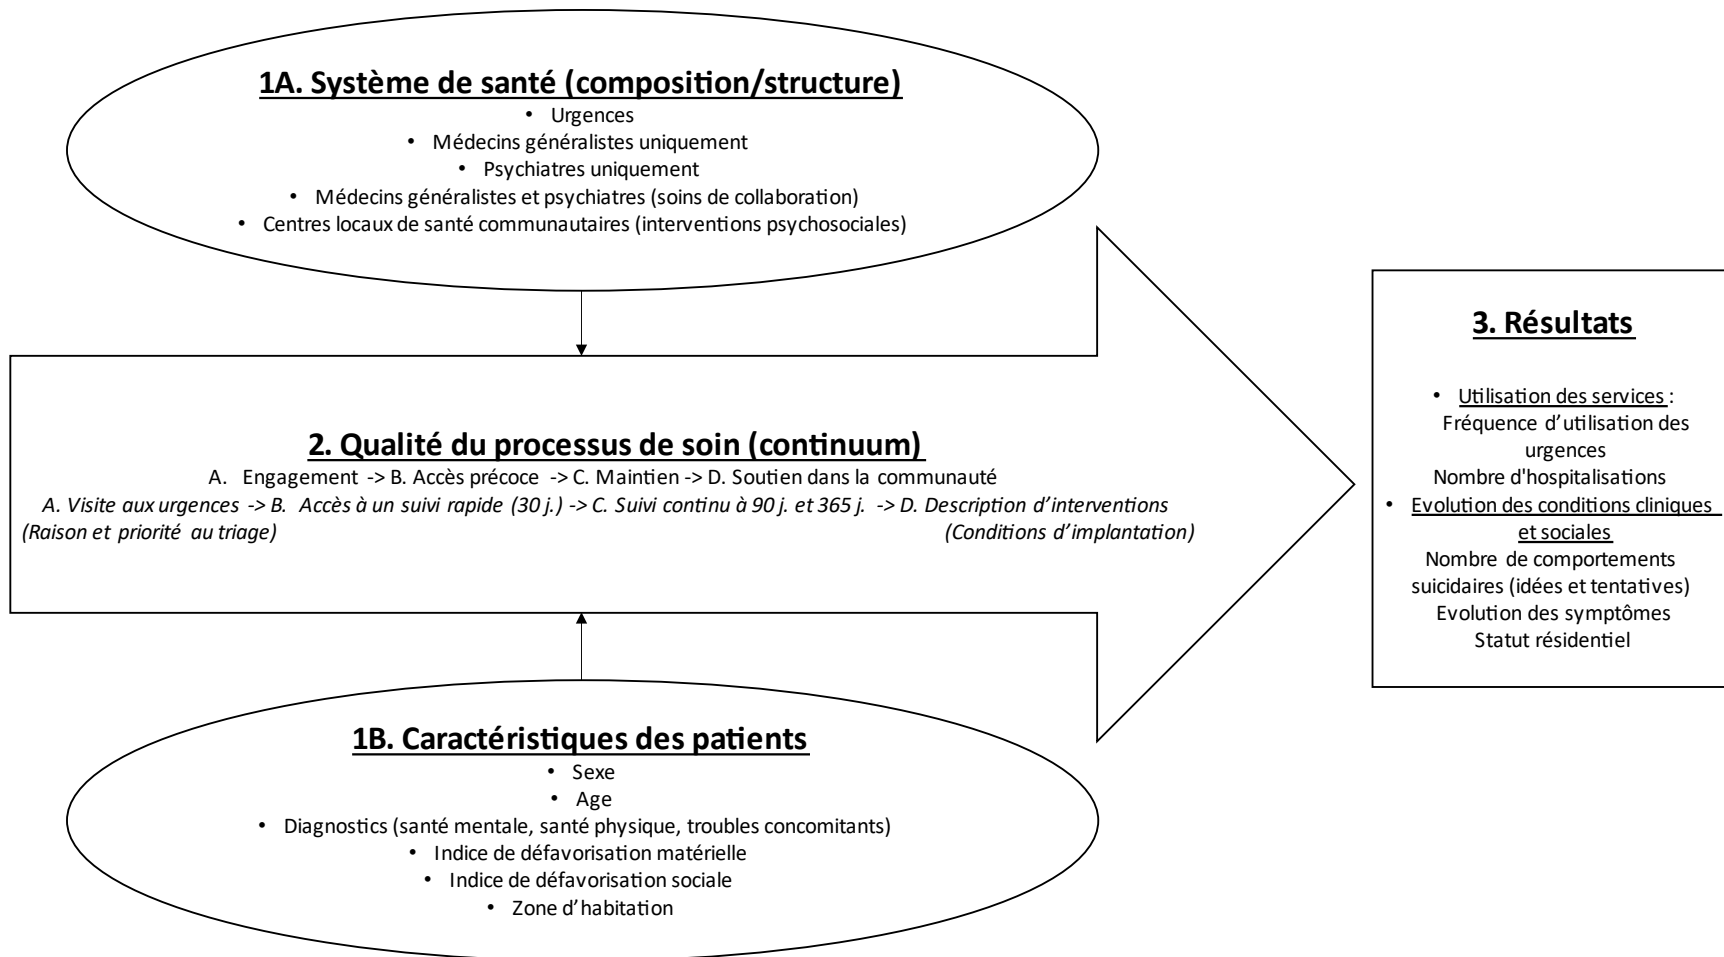 1A. Système de santé (composition/structure)
• Urgences
• Médecins généralistes uniquement
• Psychiatres uniquement
• Médecins généralistes et psychiatres (soins de collaboration)
• Centres locaux de santé communautaires (interventions psychosociales)
2. Qualité du processus de soin (continuum)
A. Engagement -> B. Accès précoce -> C. Maintien -> D. Soutien dans la communauté
A. Visite aux urgences -> B. Accès à un suivi rapide (30 j.) -> C. Suivi continu à 90 j. et 365 j. -> D. Description d’interventions
(Raison et priorité au triage) (Conditions d’implantation)
1B. Caractéristiques des patients
• Sexe
• Age
• Diagnostics (santé mentale, santé physique, troubles concomitants)
• Indice de défavorisation matérielle
• Indice de défavorisation sociale
• Zone d’habitation
3. Résultats
• Utilisation des services :
Fréquence d’utilisation des
urgences
Nombre d'hospitalisations
• Evolution des conditions cliniques
et sociales
Nombre de comportements
suicidaires (idées et tentatives)
Evolution des symptômes
Statut résidentiel